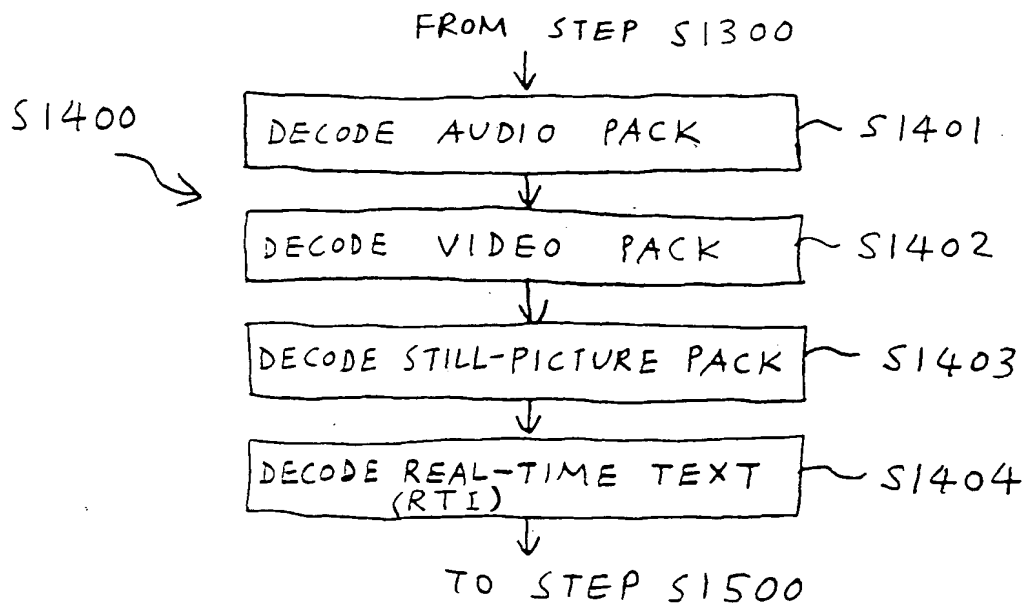 FROM STEP S1300
S1400
DECODE AUDIO PACK S1401
DECODE VIDEO PACK S1402
DECODE STILL-PICTURE PACK S1403
DECODE REAL-TIME TEXT S1404
(RTI)
TO STEP S1500